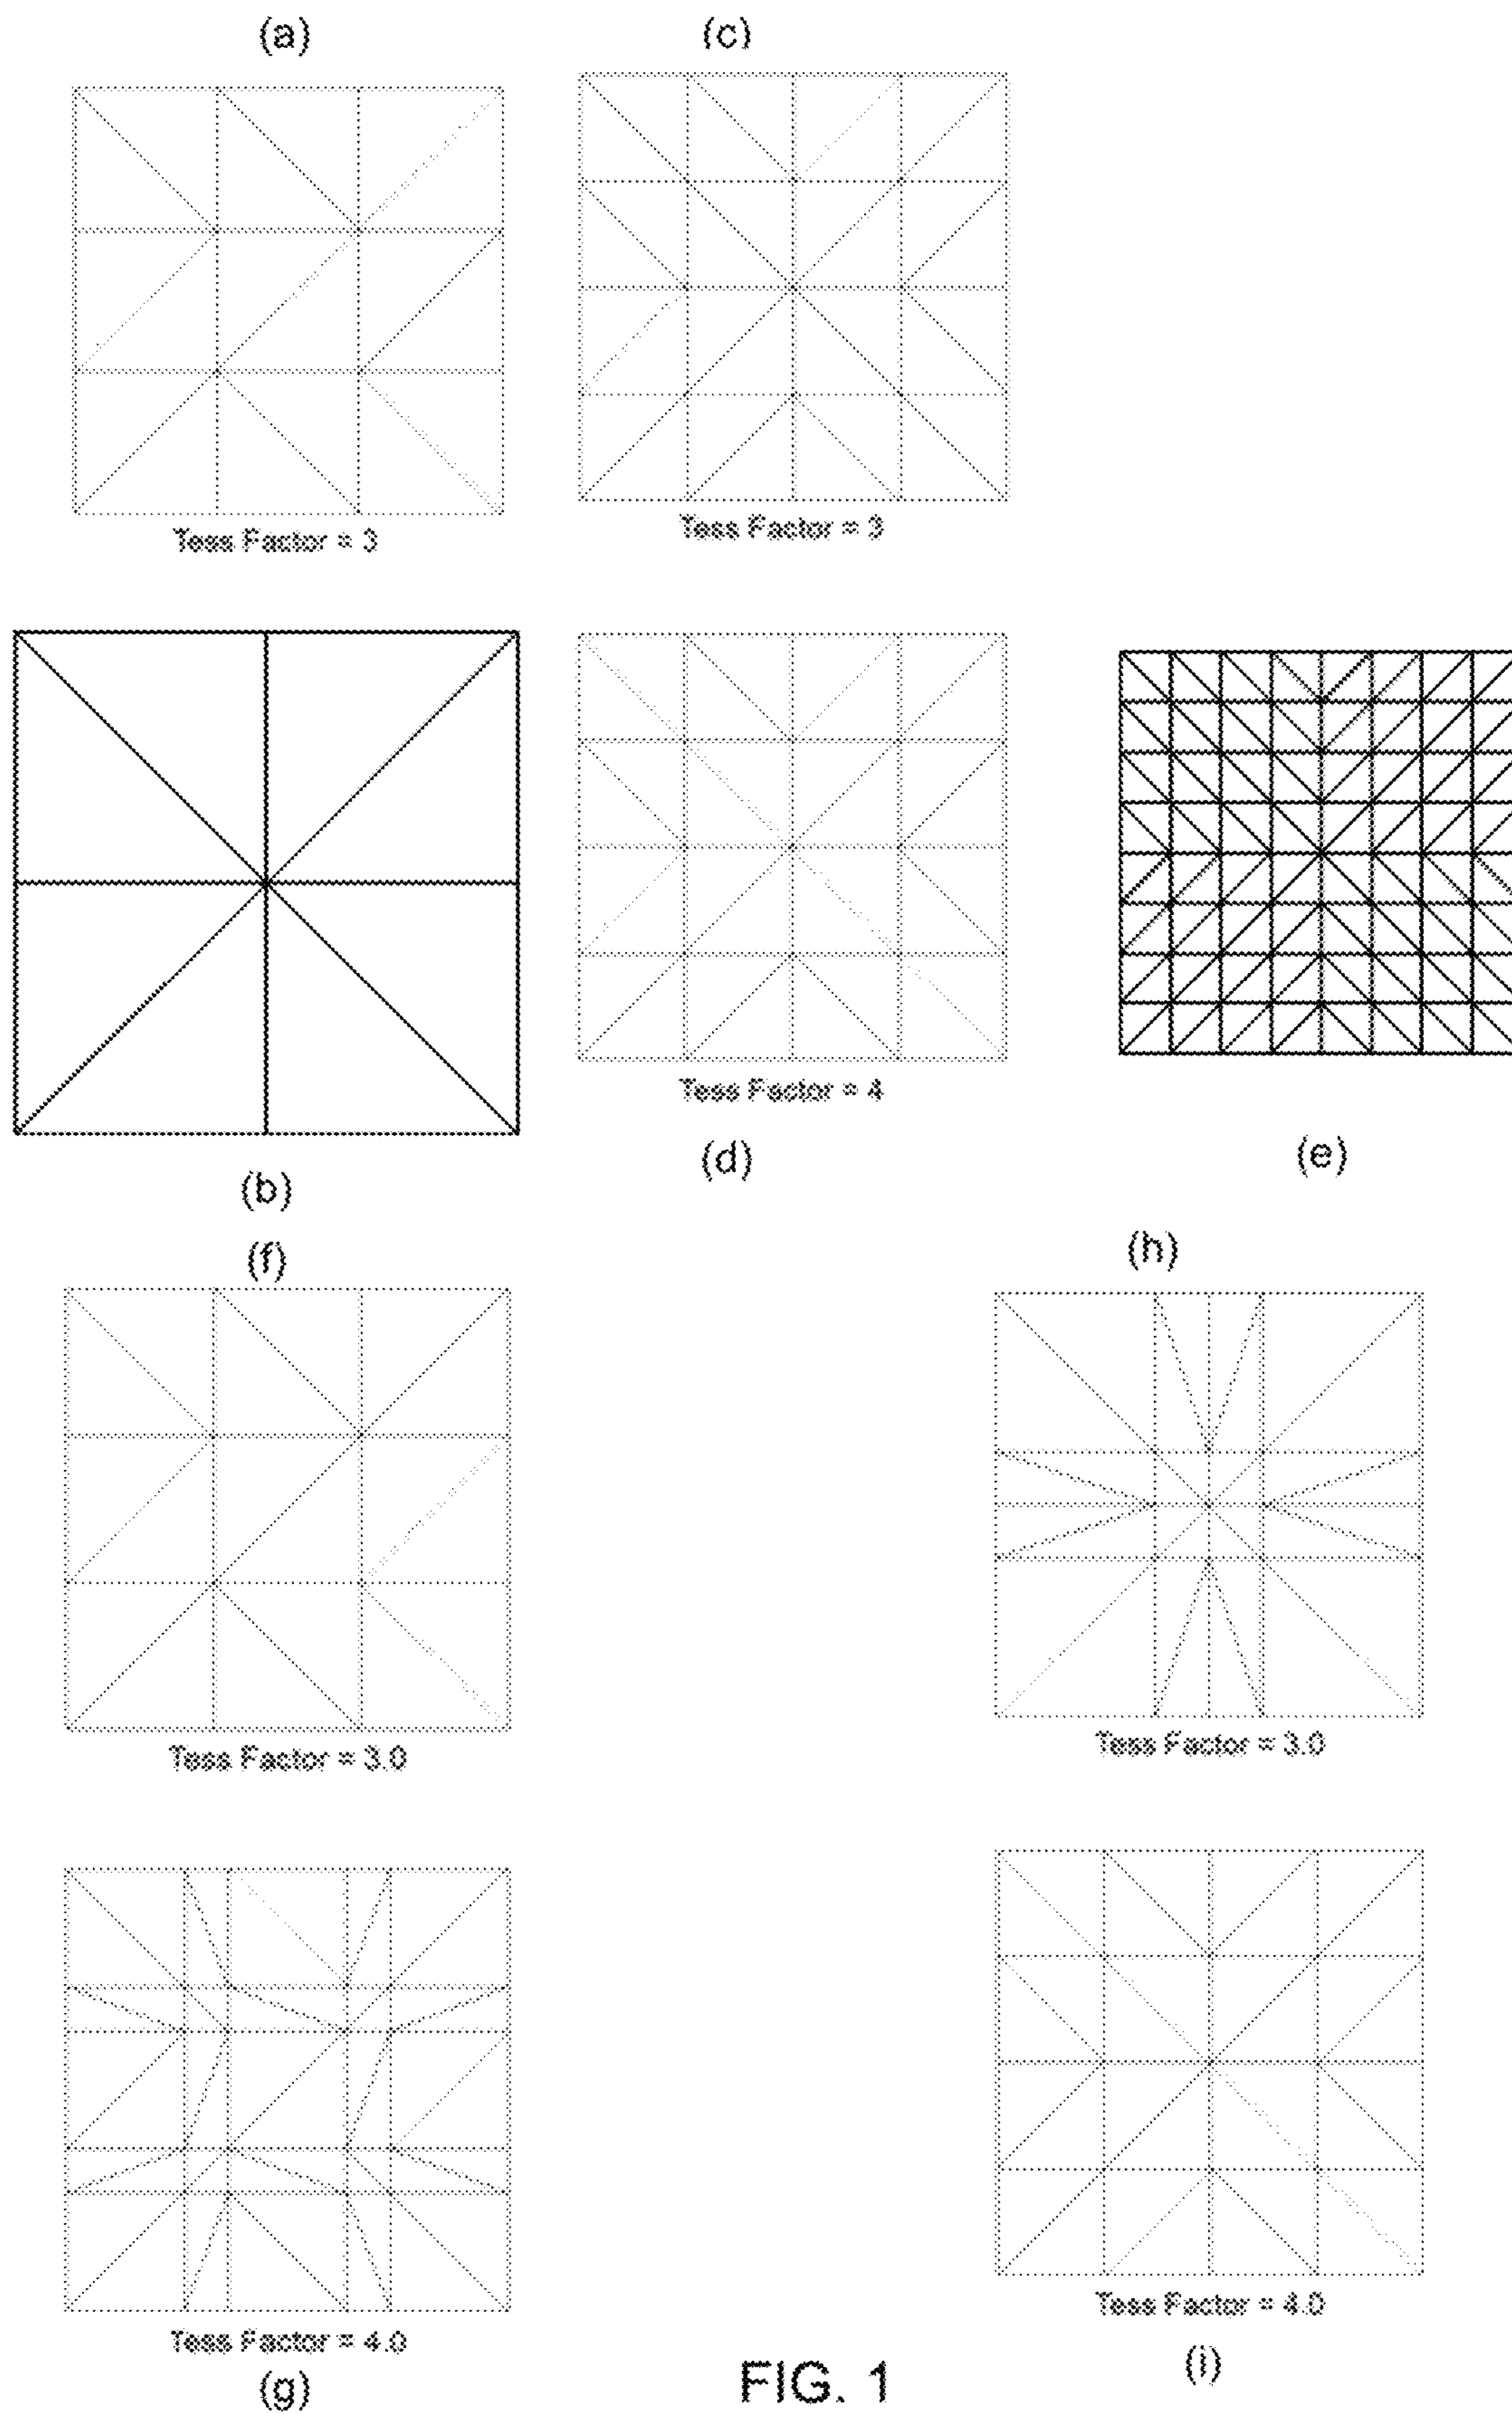 (a)
(c)
Tess Factor = 3
Tess Factor = 3
Tess Factor = 4
(b)
(d)
(e)
(f)
(h)
Tess Factor = 3.0
Tess Factor = 3.0
Tess Factor = 4.0
Tess Factor = 4.0
(g)
FIG. 1
(i)